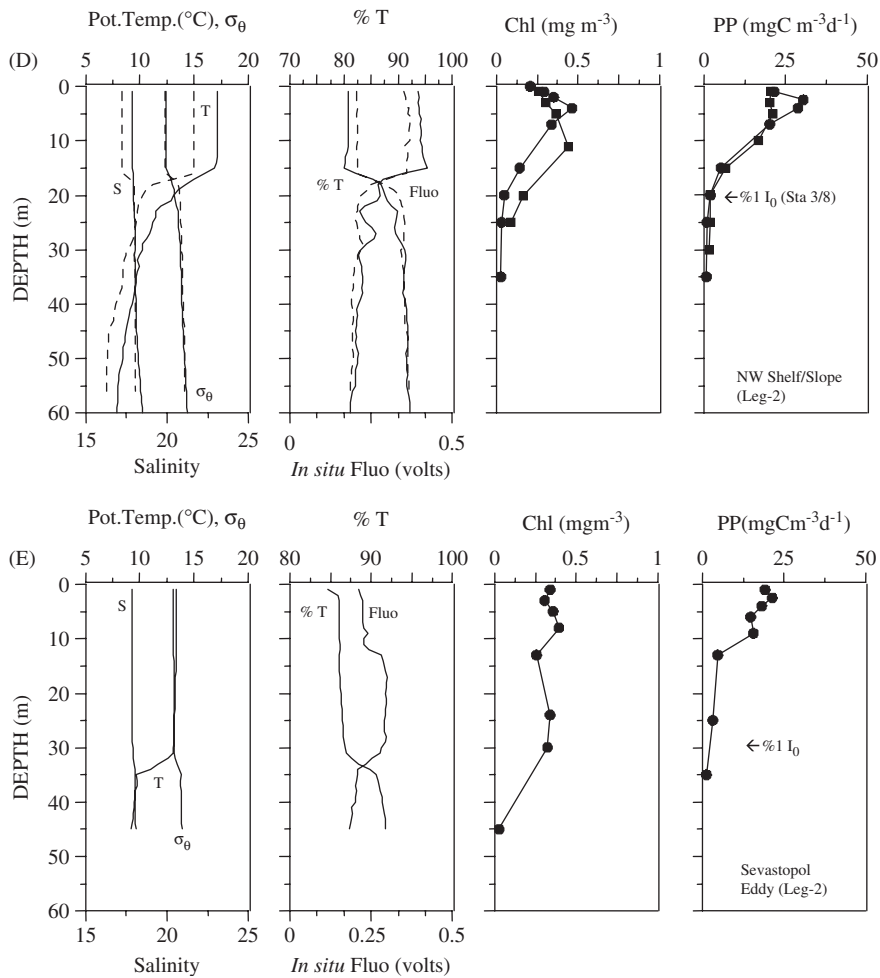 Pot.Temp.(°C), σθ
% T
Chl (mg m-3)
PP (mgC m-3d-1)
(D)
5 10 15 20
70 80 90 100
0 0.5 1
0 25 50
0
10
20
30
40
50
60
DEPTH (m)
T
S
% T
Fluo
←%1 I0 (Sta 3/8)
σθ
NW Shelf/Slope
(Leg-2)
15 20 25
0 0.5
Salinity
In situ Fluo (volts)
Pot.Temp.(°C), σθ
% T
Chl (mgm-3)
PP(mgCm-3d-1)
(E)
5 10 15 20
80 90 100
0 0.5 1
0 25 50
0
10
20
30
40
50
60
DEPTH (m)
S
% T
Fluo
T
← %1 I0
σθ
Sevastopol
Eddy (Leg-2)
15 20 25
0 0.25 0.5
Salinity
In situ Fluo (volts)